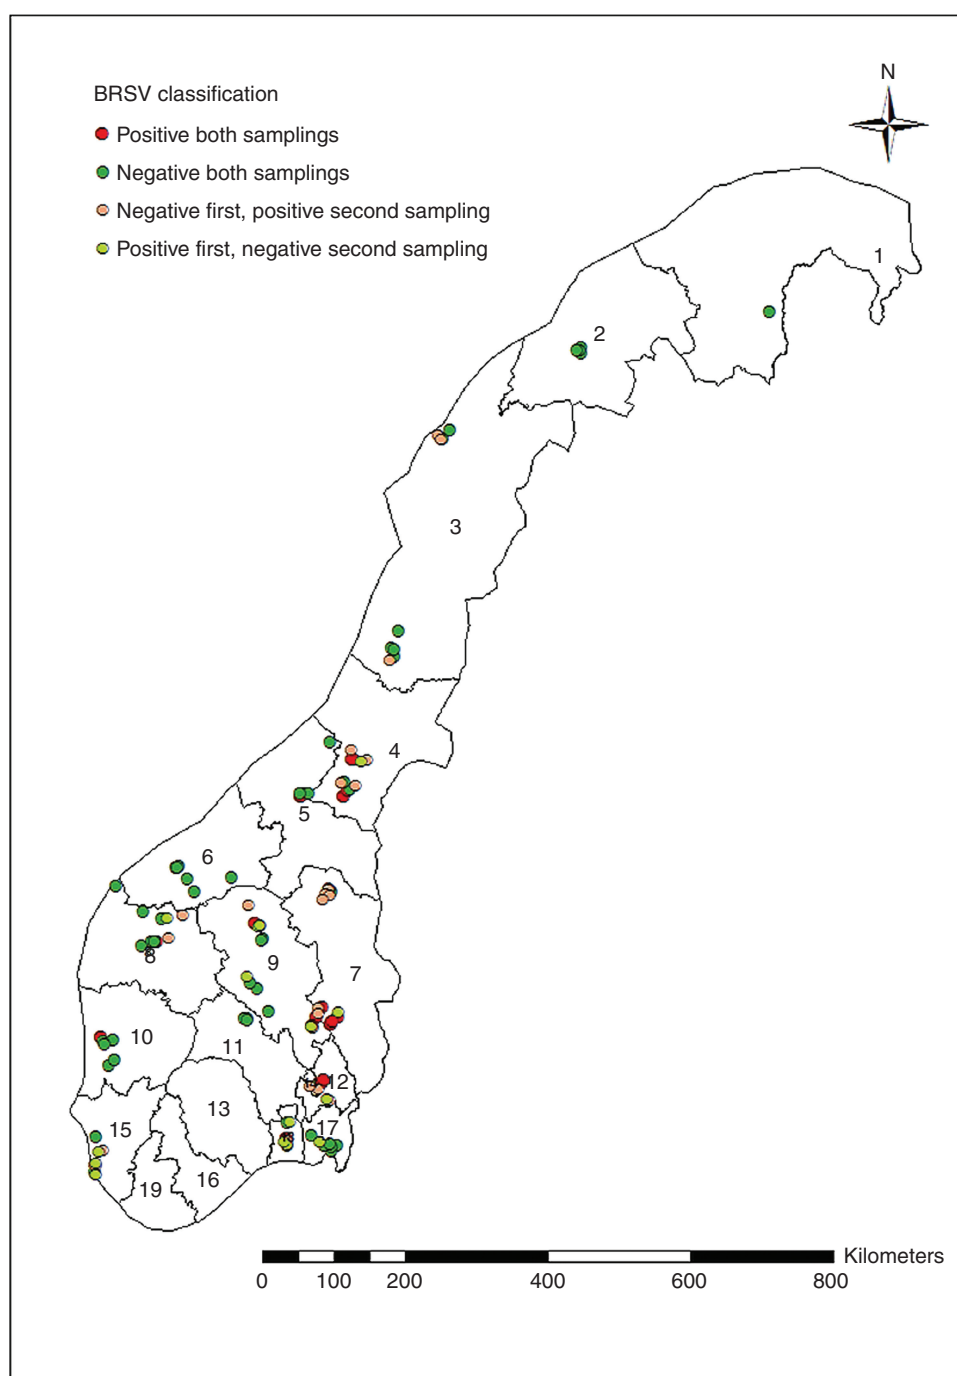 N
BRSV classification
Positive both samplings
Negative both samplings
Negative first, positive second sampling
Positive first, negative second sampling
1
2
3
4
5
6
7
8
9
10
11
12
13
15
17
16
19
Kilometers
0 100 200 400 600 800